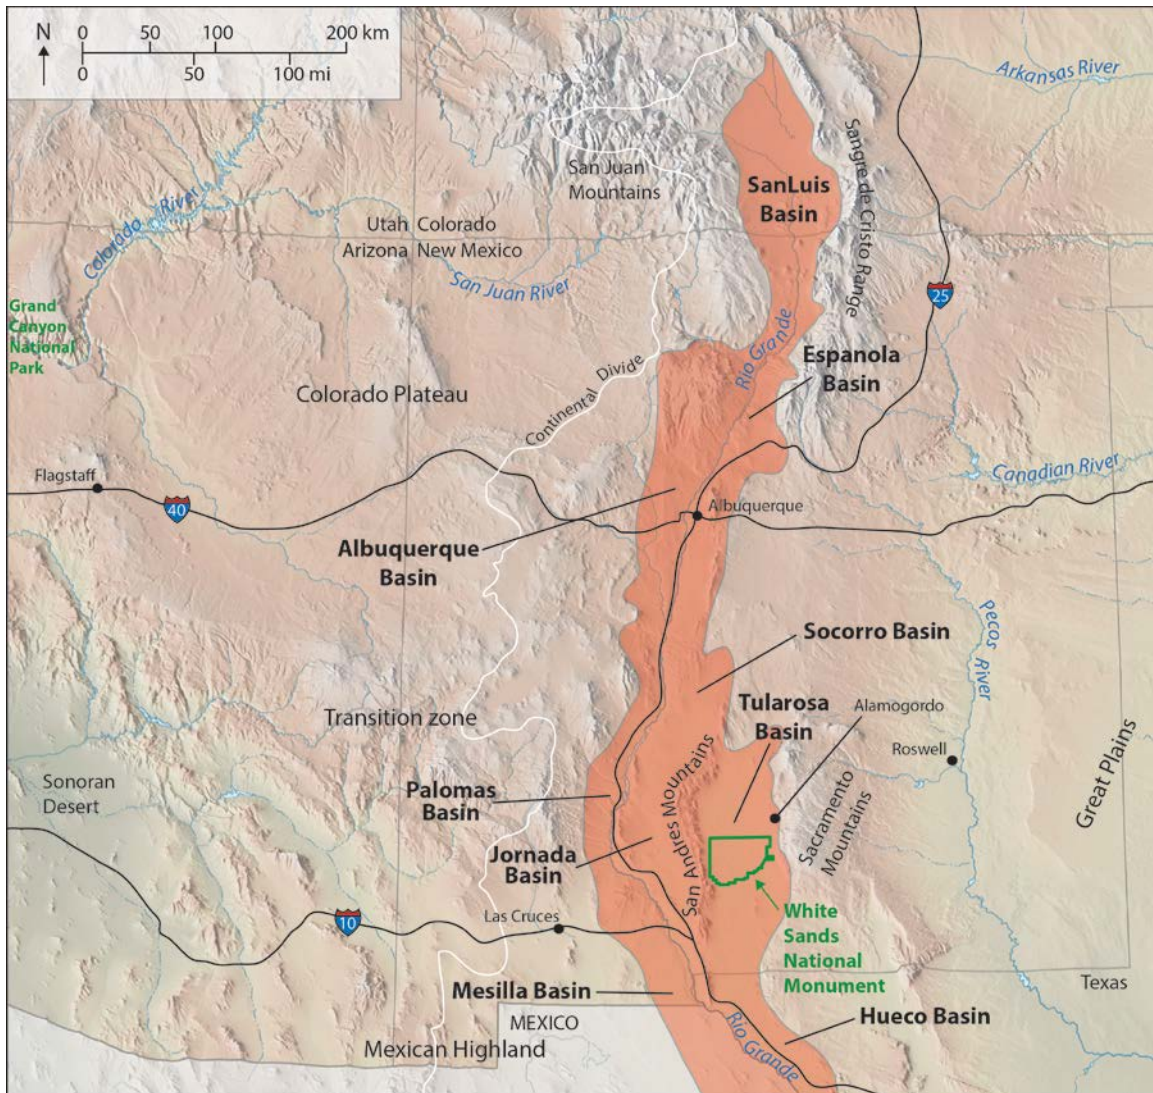 N 0 50 100 200 km
0 50 100 mi
Arkansas River
San Juan
Mountains
SanLuis
Basin
Sangre de Cristo Range
Colorado River
Utah Colorado
Arizona New Mexico
San Juan River
25
Grand
Canyon
National
Park
Rio Grande
Espanola
Basin
Continental Divide
Colorado Plateau
Flagstaff
40
Canadian River
Albuquerque
Albuquerque
Basin
Pecos River
Socorro Basin
Tularosa
Basin
Alamogordo
Transition zone
Roswell
Great Plains
Sonoran
Desert
Palomas
Basin
San Andres Mountains
Sacramento
Mountains
Jornada
Basin
Las Cruces
10
White
Sands
National
Monument
Texas
Mesilla Basin
MEXICO
Hueco Basin
Rio Grande
Mexican Highland